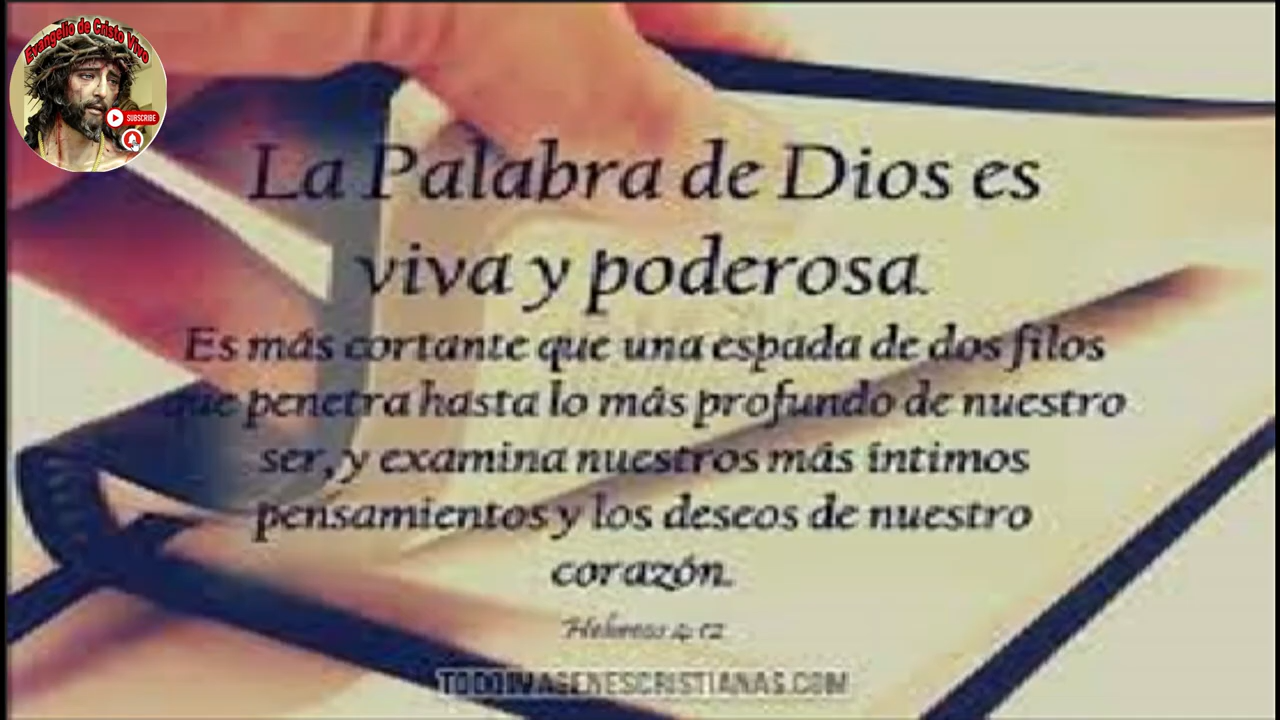 Evangelio de Cristo Vivo
SUBSCRIBE
La Palabra de Dios es
viva y poderosa.
Es más cortante que una espada de dos filos
que penetra hasta lo más profundo de nuestro
ser, y examina nuestros más íntimos
pensamientos y los deseos de nuestro
corazón.
Hebreos 4:12
TODOIMAGENESCRISTIANAS.COM